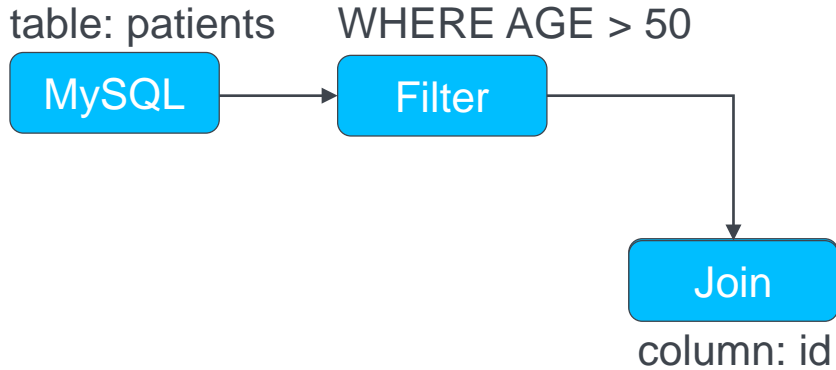 table: patients
WHERE AGE > 50
MySQL
Filter
Join
column: id